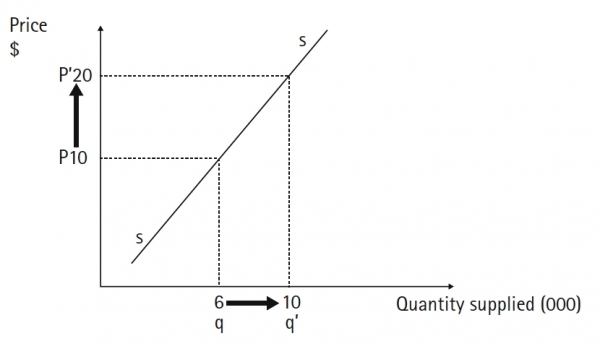 Price
$
S
P'20
P10
S
6 10 Quantity supplied (000)
q q'